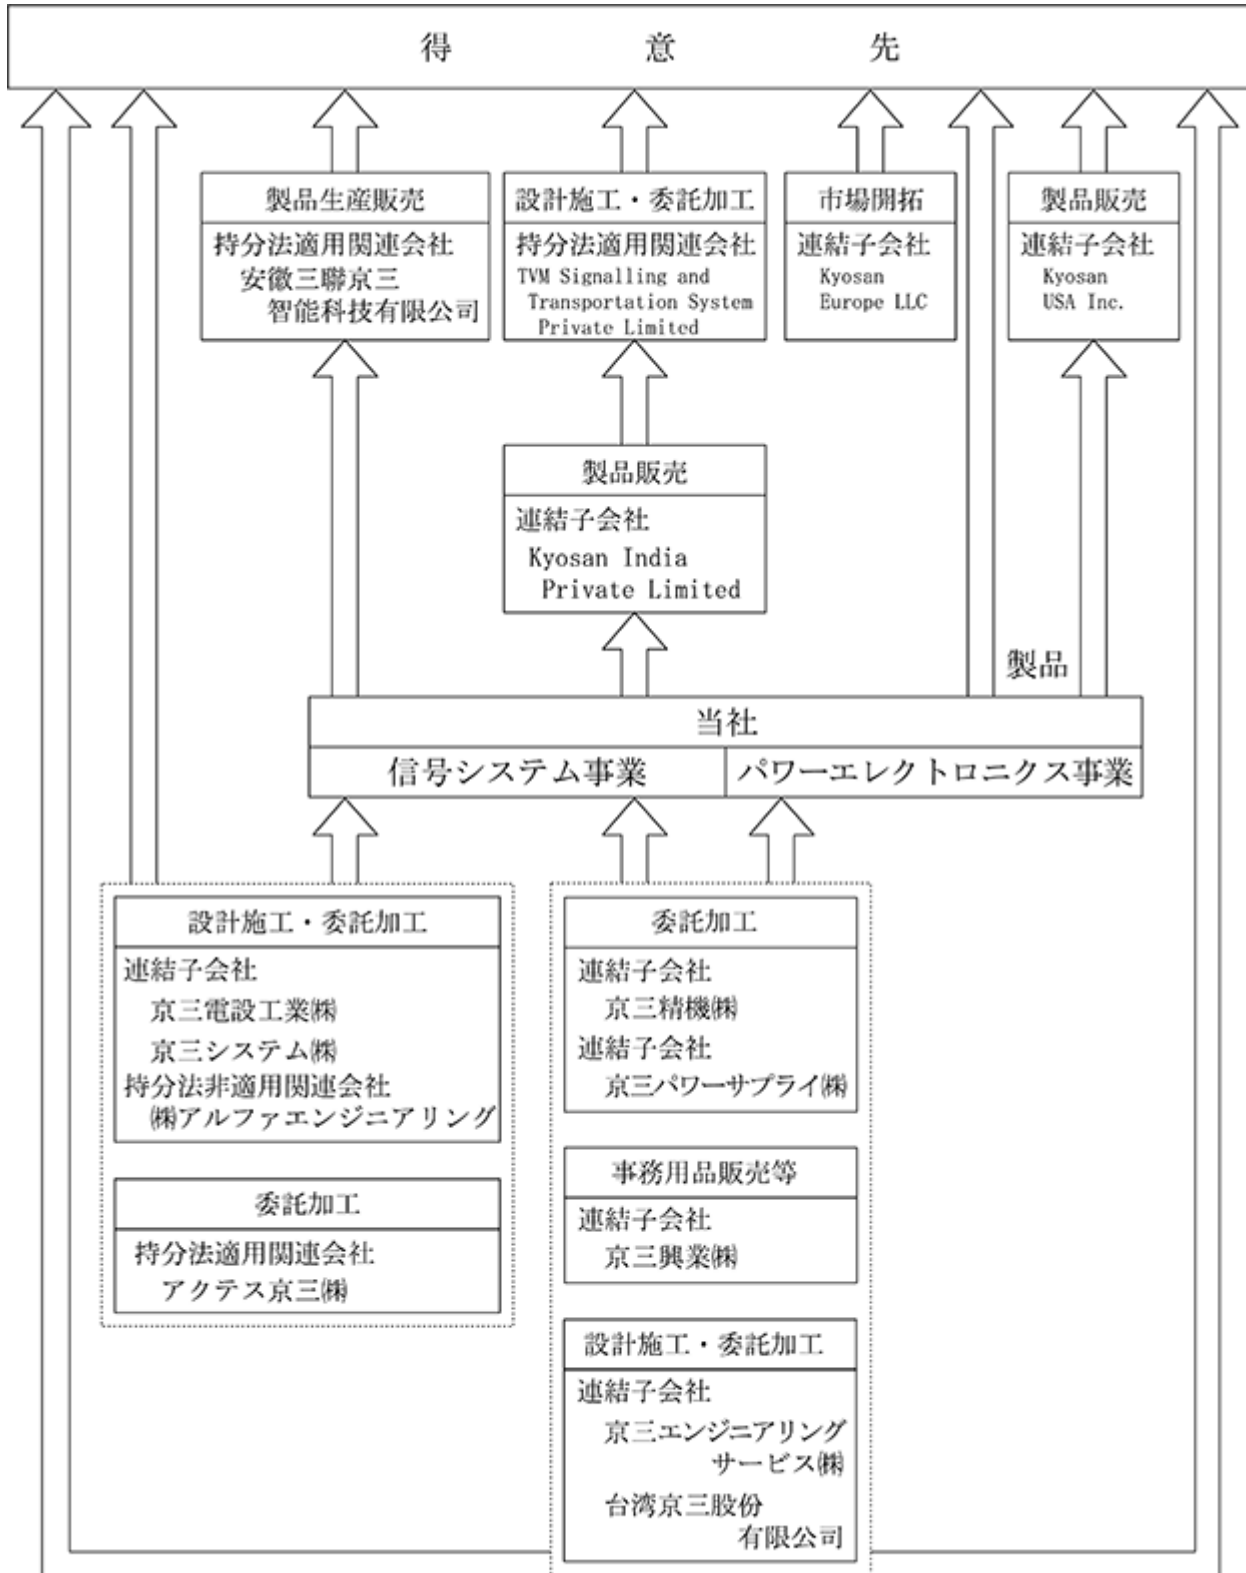 得意先
製品生産販売
持分法適用関連会社
安徽三聯京三
智能科技有限公司
設計施工・委託加工
持分法適用関連会社
TVM Signalling and
Transportation System
Private Limited
市場開拓
連結子会社
Kyosan
Europe LLC
製品販売
連結子会社
Kyosan
USA Inc.
製品販売
連結子会社
Kyosan India
Private Limited
製品
当社
信号システム事業
パワーエレクトロニクス事業
設計施工・委託加工
連結子会社
京三電設工業㈱
京三システム㈱
持分法非適用関連会社
㈱アルファエンジニアリング
委託加工
持分法適用関連会社
アクテス京三㈱
委託加工
連結子会社
京三精機㈱
連結子会社
京三パワーサプライ㈱
事務用品販売等
連結子会社
京三興業㈱
設計施工・委託加工
連結子会社
京三エンジニアリング
サービス㈱
台湾京三股份
有限公司